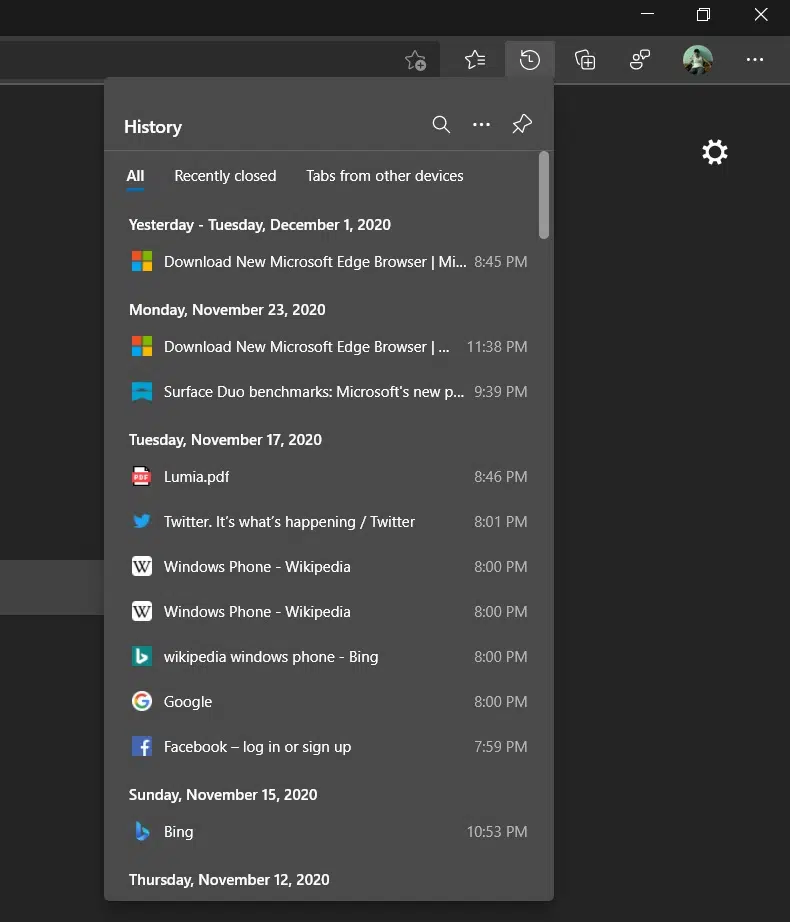 History
All Recently closed Tabs from other devices
Yesterday - Tuesday, December 1, 2020
Download New Microsoft Edge Browser | Mi... 8:45 PM
Monday, November 23, 2020
Download New Microsoft Edge Browser | ... 11:38 PM
Surface Duo benchmarks: Microsoft's new p... 9:39 PM
Tuesday, November 17, 2020
PDF Lumia.pdf 8:46 PM
Twitter. It’s what’s happening / Twitter 8:01 PM
W Windows Phone - Wikipedia 8:00 PM
W Windows Phone - Wikipedia 8:00 PM
wikipedia windows phone - Bing 8:00 PM
Google 8:00 PM
Facebook – log in or sign up 7:59 PM
Sunday, November 15, 2020
Bing 10:53 PM
Thursday, November 12, 2020